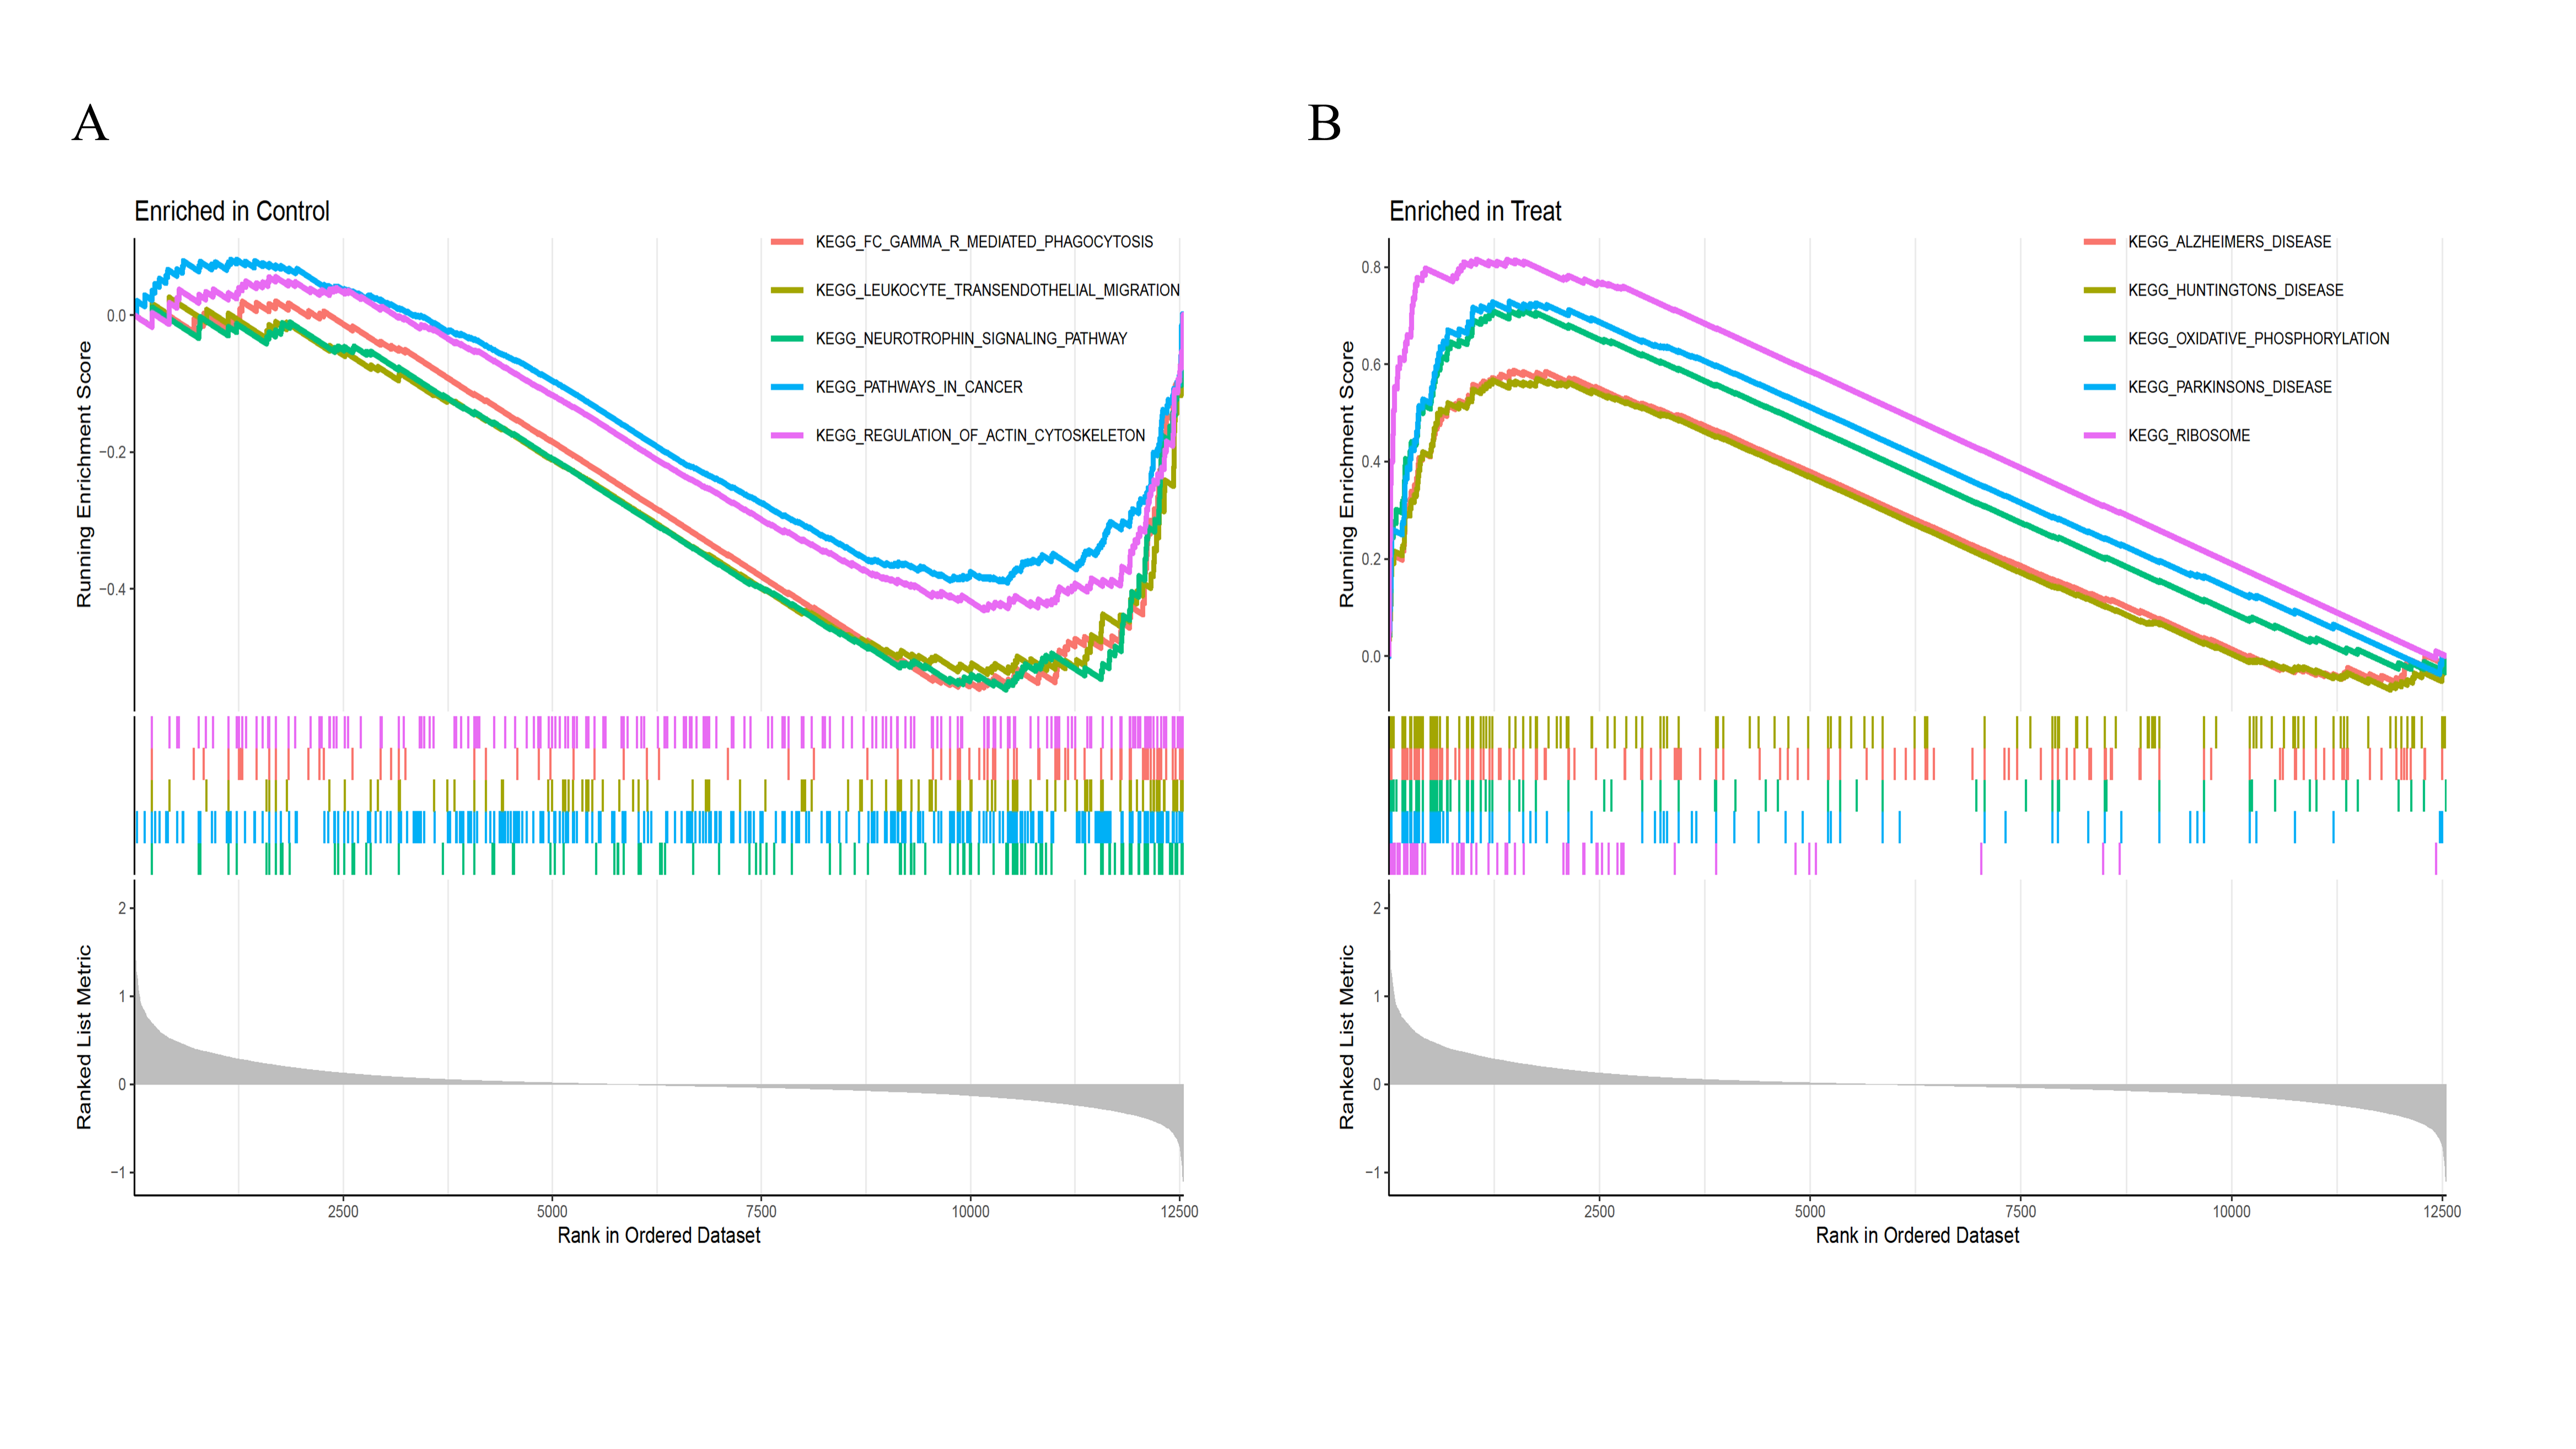 A
Enriched in Control
KEGG_FC_GAMMA_R_MEDIATED_PHAGOCYTOSIS
KEGG_LEUKOCYTE_TRANSENDOTHELIAL_MIGRATION
KEGG_NEUROTROPHIN_SIGNALING_PATHWAY
KEGG_PATHWAYS_IN_CANCER
KEGG_REGULATION_OF_ACTIN_CYTOSKELETON
Running Enrichment Score
0.0
−0.2
−0.4
Ranked List Metric
2
1
0
−1
2500 5000 7500 10000 12500
Rank in Ordered Dataset
B
Enriched in Treat
KEGG_ALZHEIMERS_DISEASE
KEGG_HUNTINGTONS_DISEASE
KEGG_OXIDATIVE_PHOSPHORYLATION
KEGG_PARKINSONS_DISEASE
KEGG_RIBOSOME
Running Enrichment Score
0.8
0.6
0.4
0.2
0.0
Ranked List Metric
2
1
0
−1
2500 5000 7500 10000 12500
Rank in Ordered Dataset